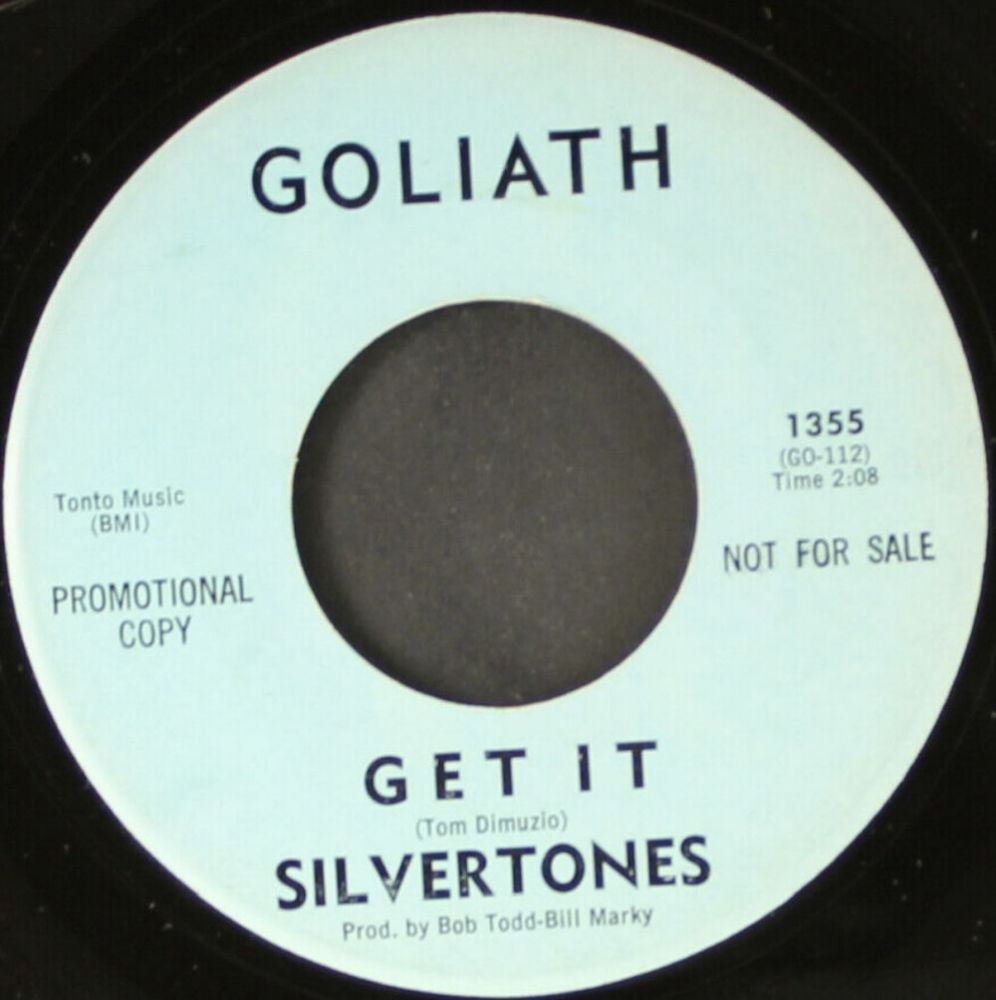 GOLIATH
1355
(GO-112)
Time 2:08
Tonto Music
(BMI)
NOT FOR SALE
PROMOTIONAL
COPY
GET IT
(Tom Dimuzio)
SILVERTONES
Prod. by Bob Todd-Bill Marky